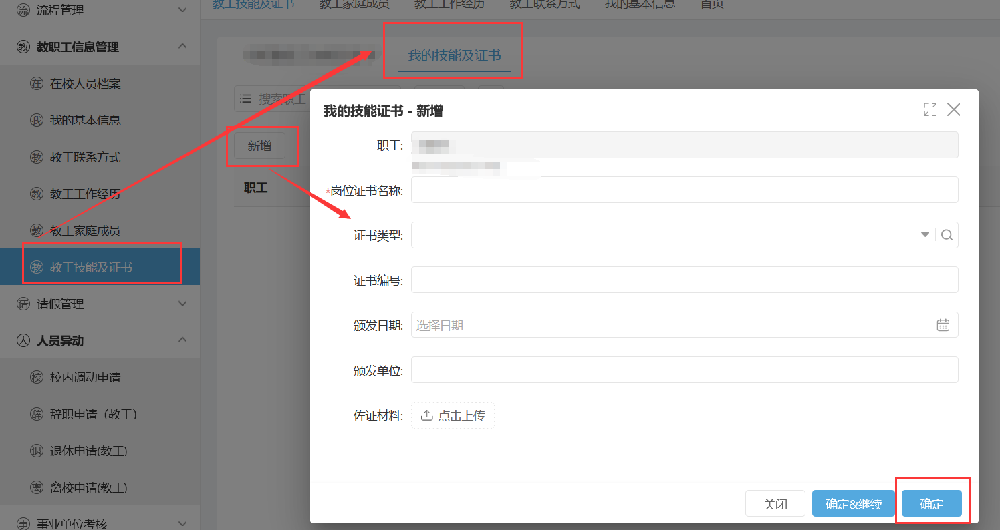 教工技能及证书 教工家庭成员 教工工作经历 教工联系方式 我的基本信息 首页
流 流程管理
教 教职工信息管理
在 在校人员档案
我 我的基本信息
教 教工联系方式
教 教工工作经历
教 教工家庭成员
教 教工技能及证书
请 请假管理
人 人员异动
校 校内调动申请
辞 辞职申请（教工）
退 退休申请(教工)
离 离校申请(教工)
事 事业单位考核
我的技能及证书
搜索职工
新增
职工
我的技能证书 - 新增
职工:
*岗位证书名称:
证书类型:
证书编号:
颁发日期: 选择日期
颁发单位:
佐证材料: 点击上传
关闭 确定&继续 确定